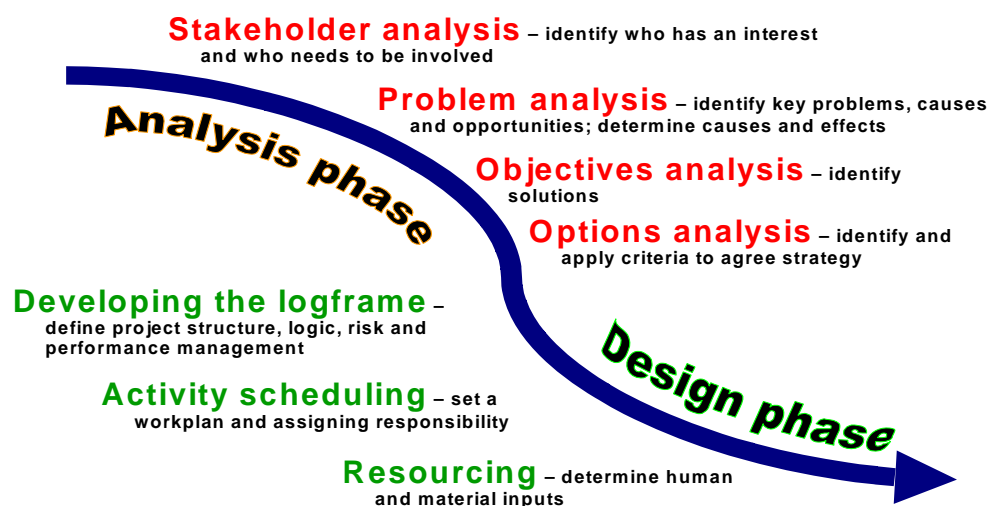 Stakeholder analysis – identify who has an interest
and who needs to be involved
Analysis phase
Problem analysis – identify key problems, causes
and opportunities; determine causes and effects
Objectives analysis – identify
solutions
Options analysis – identify and
apply criteria to agree strategy
Developing the logframe –
define project structure, logic, risk and
performance management
Design phase
Activity scheduling – set a
workplan and assigning responsibility
Resourcing – determine human
and material inputs